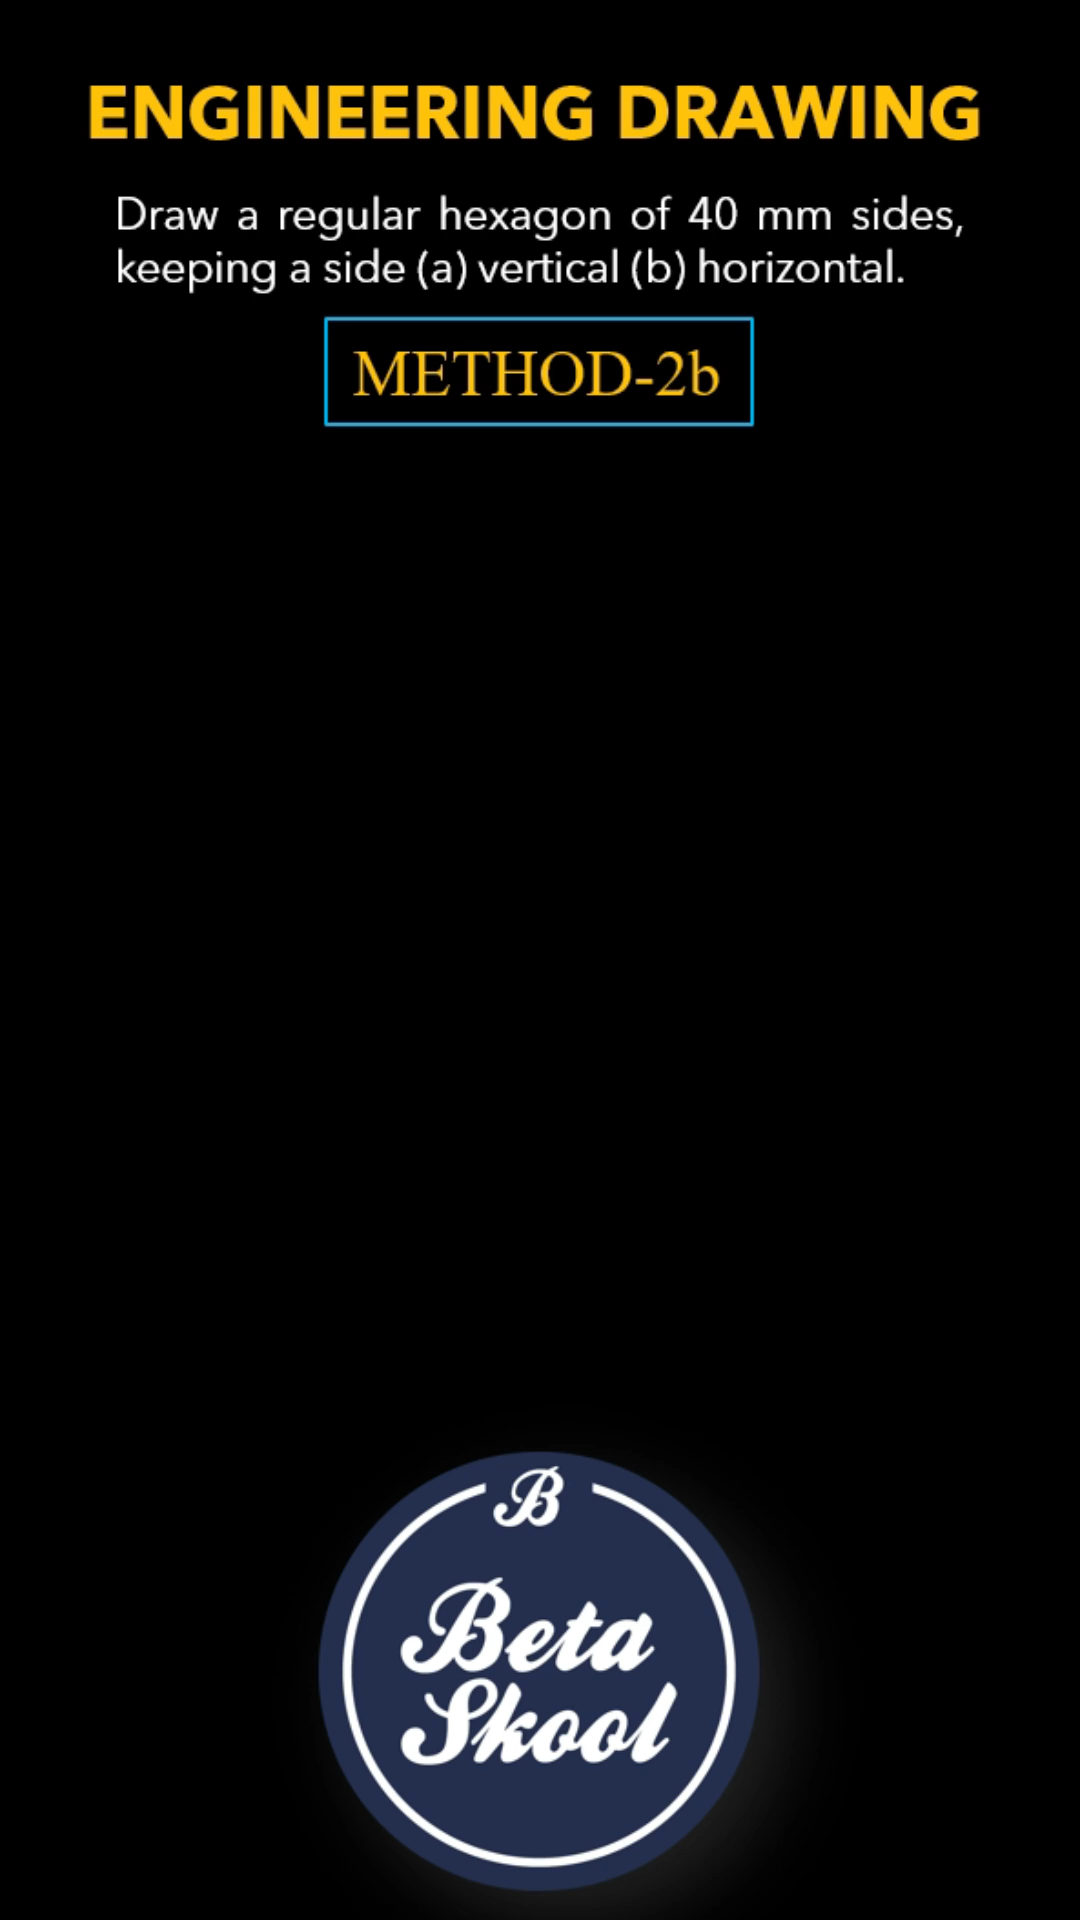 ENGINEERING DRAWING
Draw a regular hexagon of 40 mm sides,
keeping a side (a) vertical (b) horizontal.
METHOD-2b
B
Beta
Skool